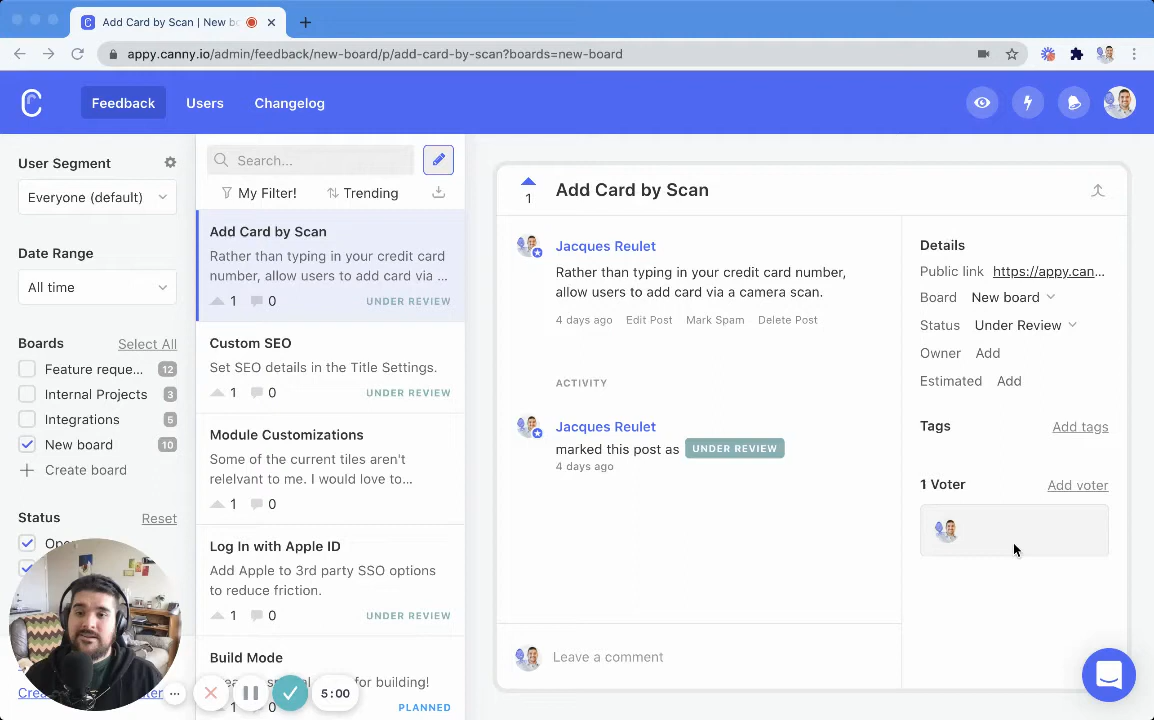 Add Card by Scan | New bo
appy.canny.io/admin/feedback/new-board/p/add-card-by-scan?boards=new-board
Feedback
Users
Changelog
User Segment
Everyone (default)
Date Range
All time
Boards
Select All
Feature reque... 12
Internal Projects 3
Integrations 5
New board 10
Create board
Status
Reset
Search...
My Filter!
Trending
Add Card by Scan
Rather than typing in your credit card
number, allow users to add card via ...
1 0 UNDER REVIEW
Custom SEO
Set SEO details in the Title Settings.
1 0 UNDER REVIEW
Module Customizations
Some of the current tiles aren't
relelvant to me. I would love to...
1 0
Log In with Apple ID
Add Apple to 3rd party SSO options
to reduce friction.
1 0 UNDER REVIEW
Build Mode
for building!
1 0 PLANNED
5:00
1
Add Card by Scan
Jacques Reulet
Rather than typing in your credit card number,
allow users to add card via a camera scan.
4 days ago Edit Post Mark Spam Delete Post
ACTIVITY
Jacques Reulet
marked this post as UNDER REVIEW
4 days ago
Leave a comment
Details
Public link https://appy.can...
Board New board
Status Under Review
Owner Add
Estimated Add
Tags Add tags
1 Voter Add voter